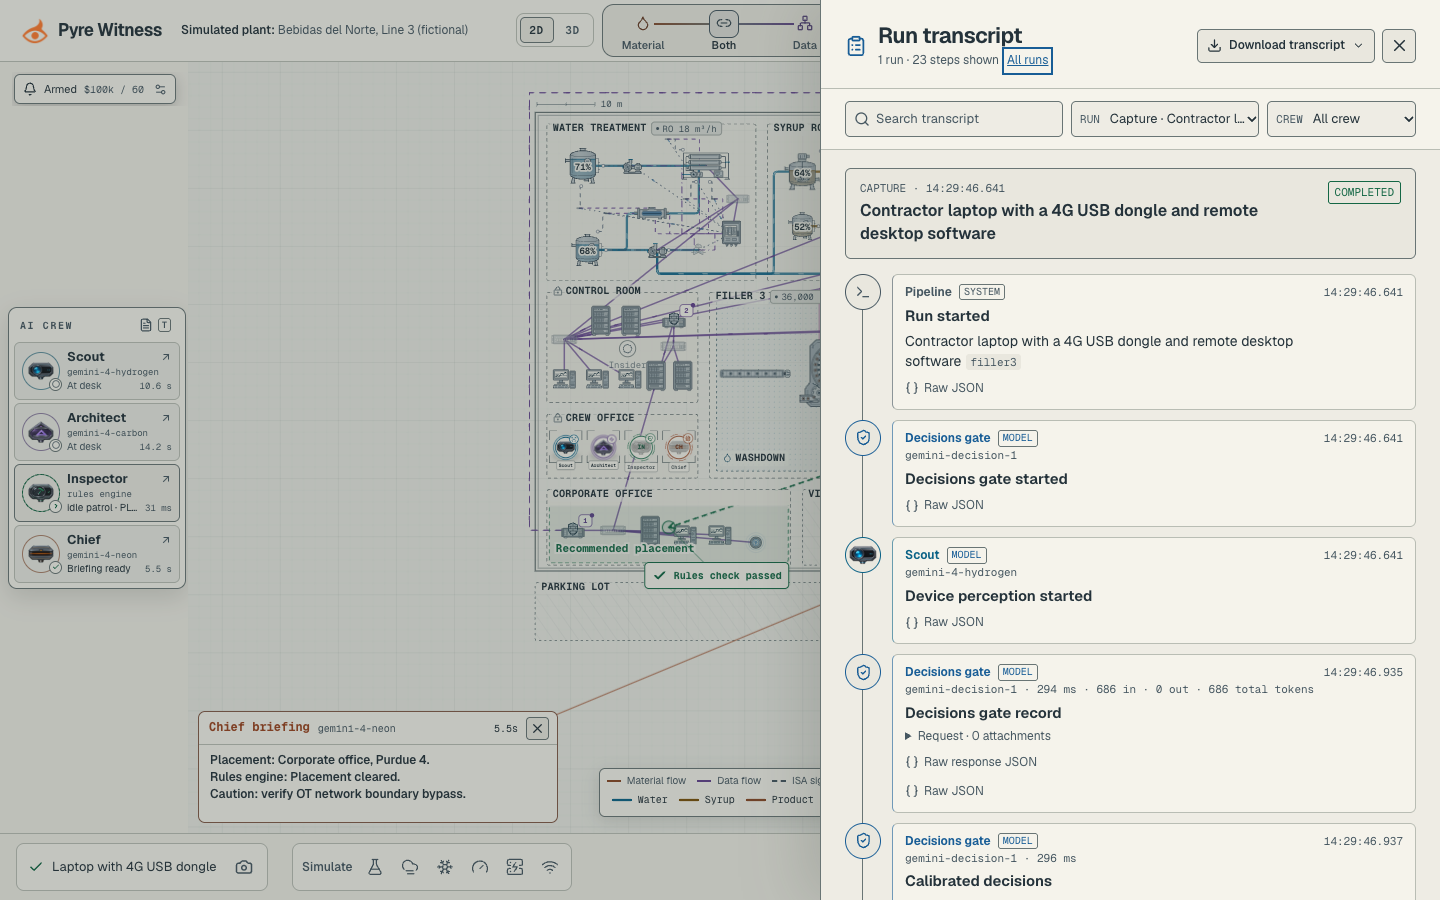 Pyre Witness
Simulated plant: Bebidas del Norte, Line 3 (fictional)
2D 3D
Material Both Data
Armed $100k / 60
AI CREW T
Scout
gemini-4-hydrogen
At desk 10.6 s
Architect
gemini-4-carbon
At desk 14.2 s
Inspector
rules engine
Idle patrol · PL... 31 ms
Chief
gemini-4-neon
Briefing ready 5.5 s
10 m
WATER TREATMENT • RO 18 m³/h SYRUP RO
71% 64%
52%
68%
CONTROL ROOM FILLER 3 • 36,000
2
Insider
CREW OFFICE
IN CH
Scout Architect Inspector Chief
WASHDOWN
CORPORATE OFFICE VI
1
Recommended placement
Rules check passed
PARKING LOT
Chief briefing gemini-4-neon 5.5s
Placement: Corporate office, Purdue 4.
Rules engine: Placement cleared.
Caution: verify OT network boundary bypass.
Material flow Data flow ISA sig
Water Syrup Product
Laptop with 4G USB dongle
Simulate
Run transcript
1 run · 23 steps shown All runs
Download transcript
Search transcript
RUN Capture · Contractor l...
CREW All crew
CAPTURE · 14:29:46.641
COMPLETED
Contractor laptop with a 4G USB dongle and remote
desktop software
Pipeline SYSTEM 14:29:46.641
Run started
Contractor laptop with a 4G USB dongle and remote desktop
software filler3
{ } Raw JSON
Decisions gate MODEL 14:29:46.641
gemini-decision-1
Decisions gate started
{ } Raw JSON
Scout MODEL 14:29:46.641
gemini-4-hydrogen
Device perception started
{ } Raw JSON
Decisions gate MODEL 14:29:46.935
gemini-decision-1 · 294 ms · 686 in · 0 out · 686 total tokens
Decisions gate record
Request · 0 attachments
{ } Raw response JSON
{ } Raw JSON
Decisions gate MODEL 14:29:46.937
gemini-decision-1 · 296 ms
Calibrated decisions